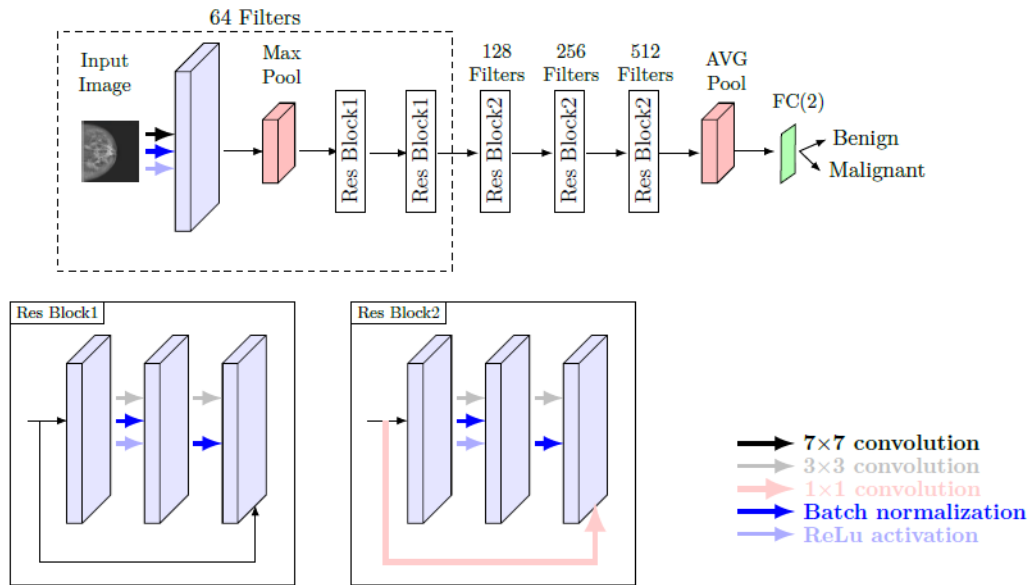 64 Filters
Input
Image
Max
Pool
Res Block1
Res Block1
128
Filters
Res Block2
256
Filters
Res Block2
512
Filters
Res Block2
AVG
Pool
FC(2)
Benign
Malignant
Res Block1
Res Block2
7×7 convolution
3×3 convolution
1×1 convolution
Batch normalization
ReLu activation